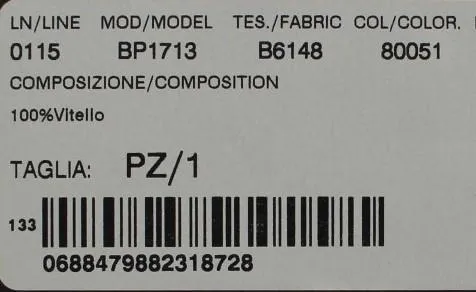 LN/LINE MOD/MODEL TES./FABRIC COL/COLOR.
0115 BP1713 B6148 80051
COMPOSIZIONE/COMPOSITION
100%Vitello
TAGLIA: PZ/1
133
0688479882318728